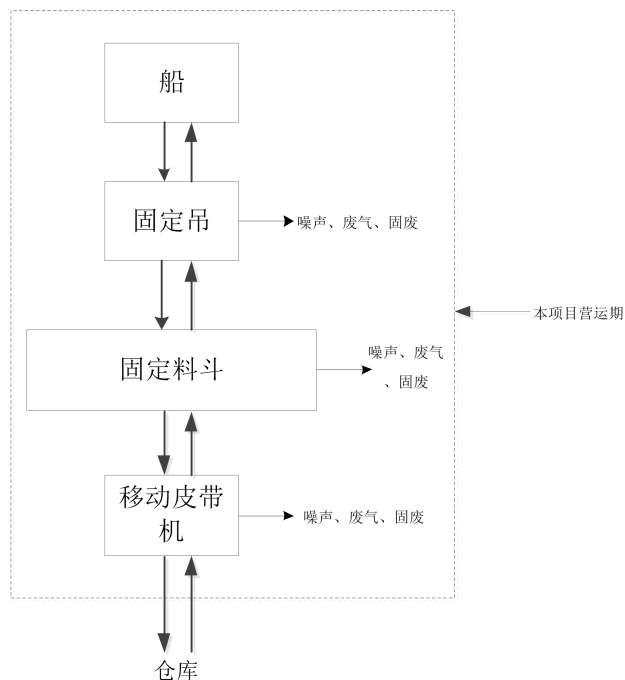 船
固定吊
噪声、废气、固废
本项目营运期
固定料斗
噪声、废气
、固废
移动皮带
机
噪声、废气、固废
仓库